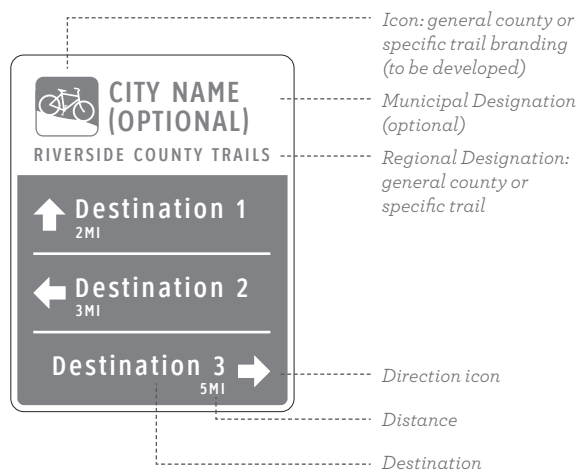 CITY NAME
(OPTIONAL)
RIVERSIDE COUNTY TRAILS
Destination 1
2MI
Destination 2
3MI
Destination 3
5MI
Icon: general county or
specific trail branding
(to be developed)
Municipal Designation
(optional)
Regional Designation:
general county or
specific trail
Direction icon
Distance
Destination